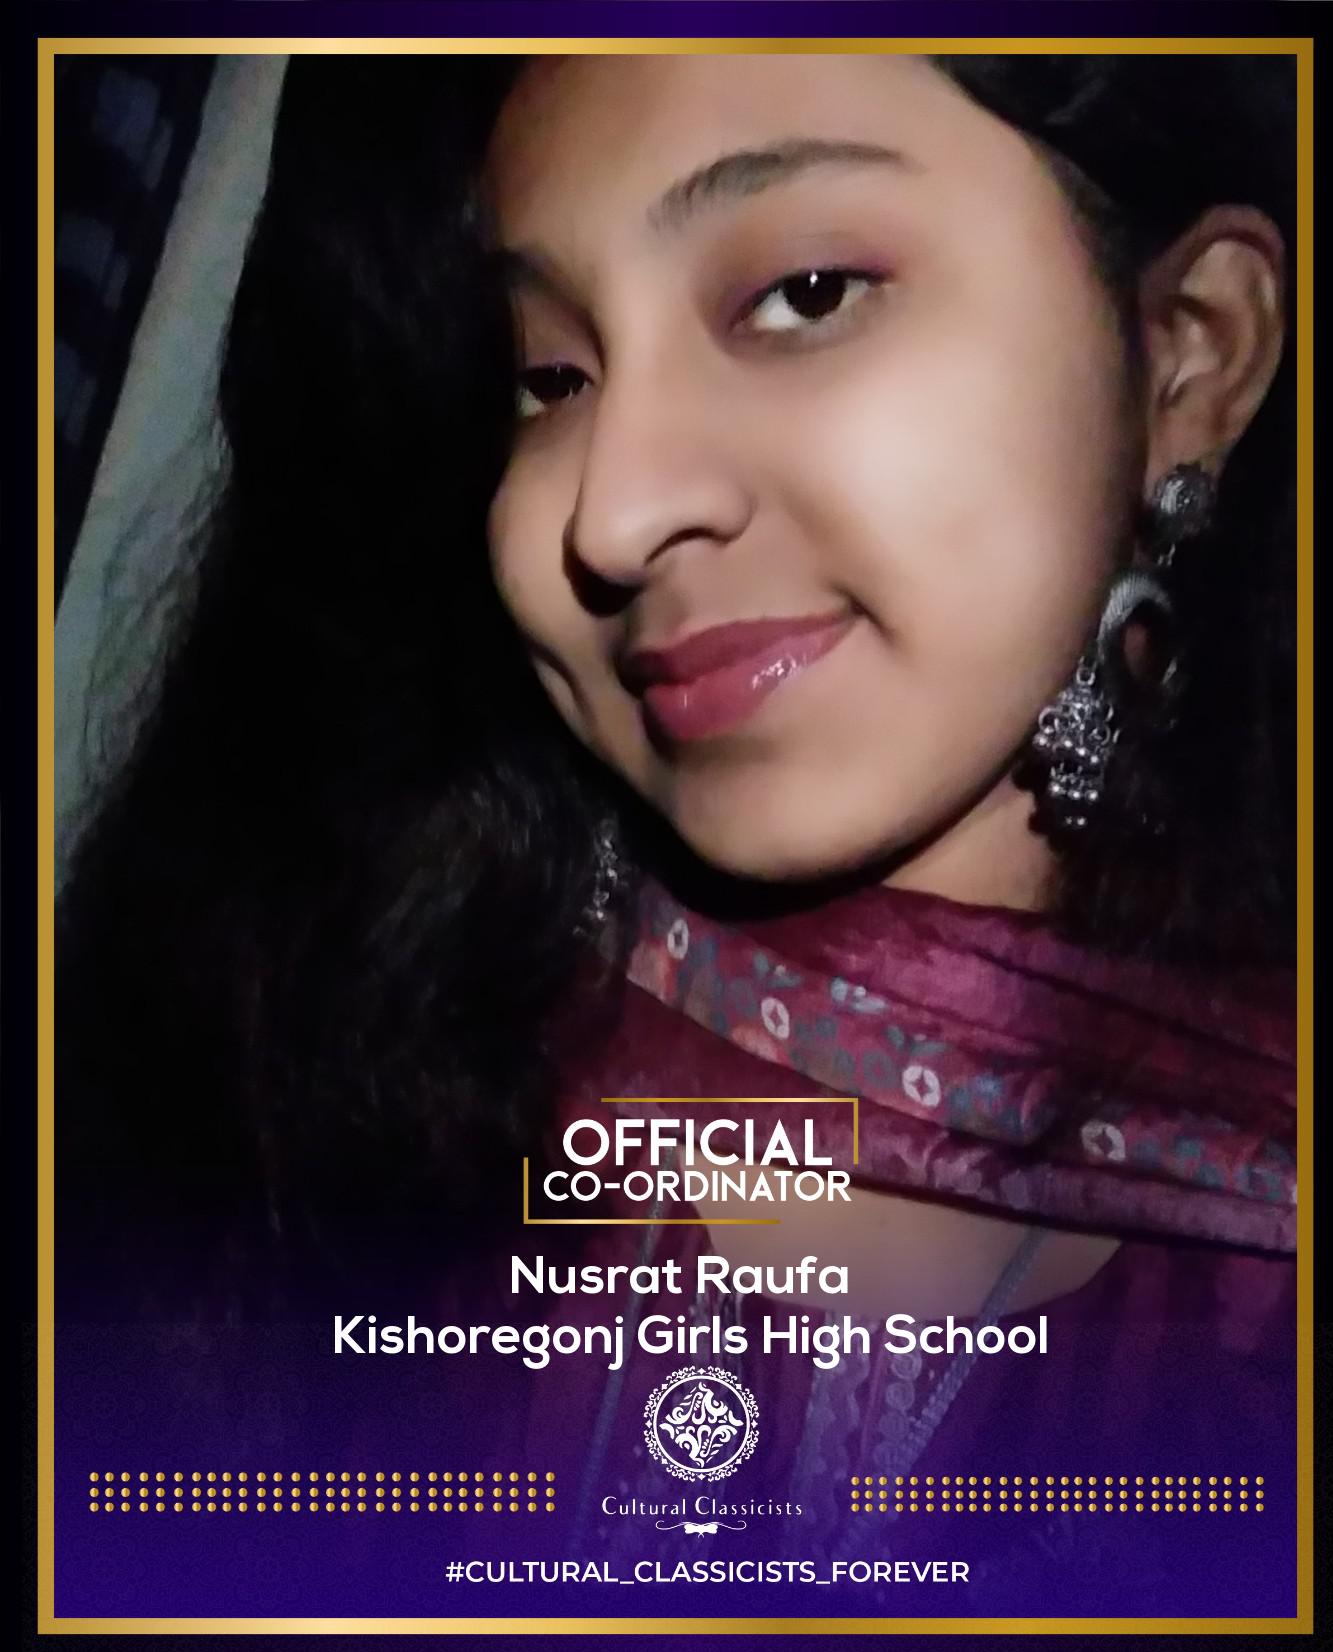 OFFICIAL
CO-ORDINATOR
Nusrat Raufa
Kishoregonj Girls High School
Cultural Classicists
#CULTURAL_CLASSICISTS_FOREVER